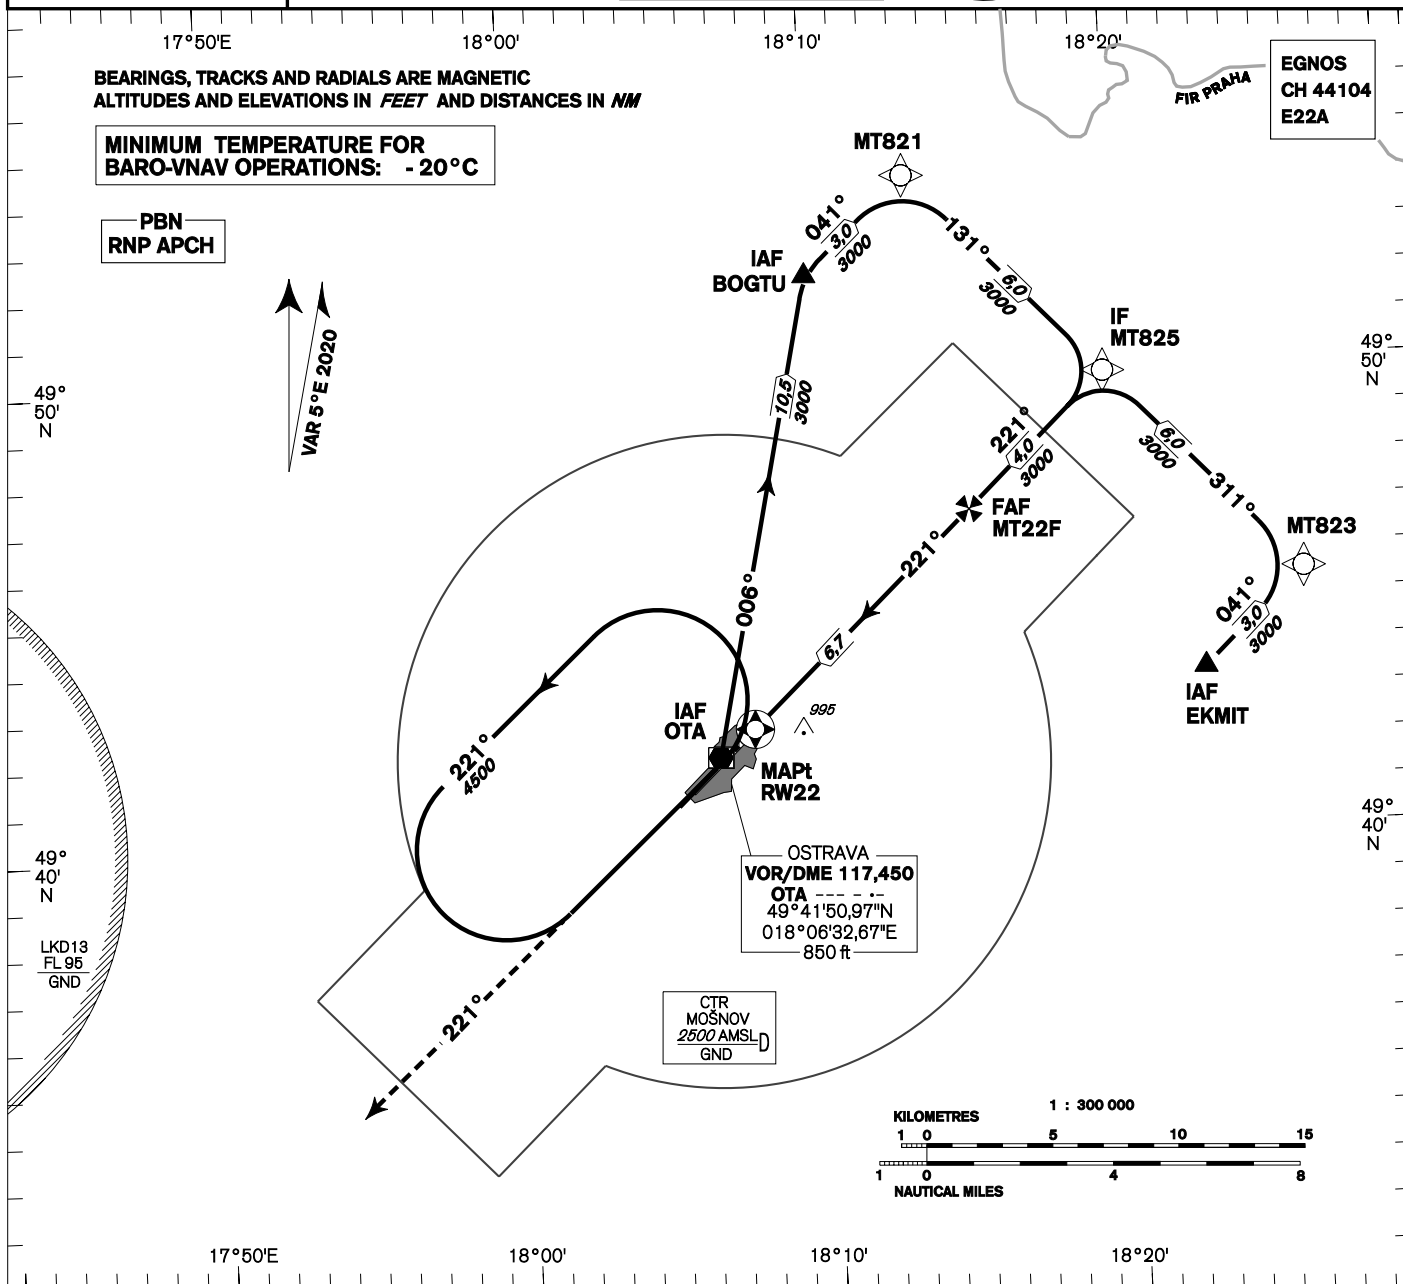 17°50'E
18°00'
18°10'
18°20'
BEARINGS, TRACKS AND RADIALS ARE MAGNETIC
ALTITUDES AND ELEVATIONS IN FEET AND DISTANCES IN NM
MINIMUM TEMPERATURE FOR
BARO-VNAV OPERATIONS: - 20°C
PBN
RNP APCH
EGNOS
CH 44104
E22A
FIR PRAHA
VAR 5°E 2020
MT821
041°
3,0
3000
IAF
BOGTU
131°
6,0
3000
IF
MT825
49°
50'
N
49°
50'
N
10,5
3000
221°
4,0
3000
6,0
3000
311°
FAF
MT22F
MT823
221°
041°
3,0
3000
006°
6,7
IAF
EKMIT
IAF
OTA
995
221°
4500
MAPt
RW22
49°
40'
N
49°
40'
N
OSTRAVA
VOR/DME 117,450
OTA --- - ·-
49°41'50,97"N
018°06'32,67"E
850 ft
LKD13
FL 95
GND
221°
CTR
MOŠNOV
2500 AMSL
D
GND
1 : 300 000
KILOMETRES
1 0 5 10 15
1 0 4 8
NAUTICAL MILES
17°50'E
18°00'
18°10'
18°20'